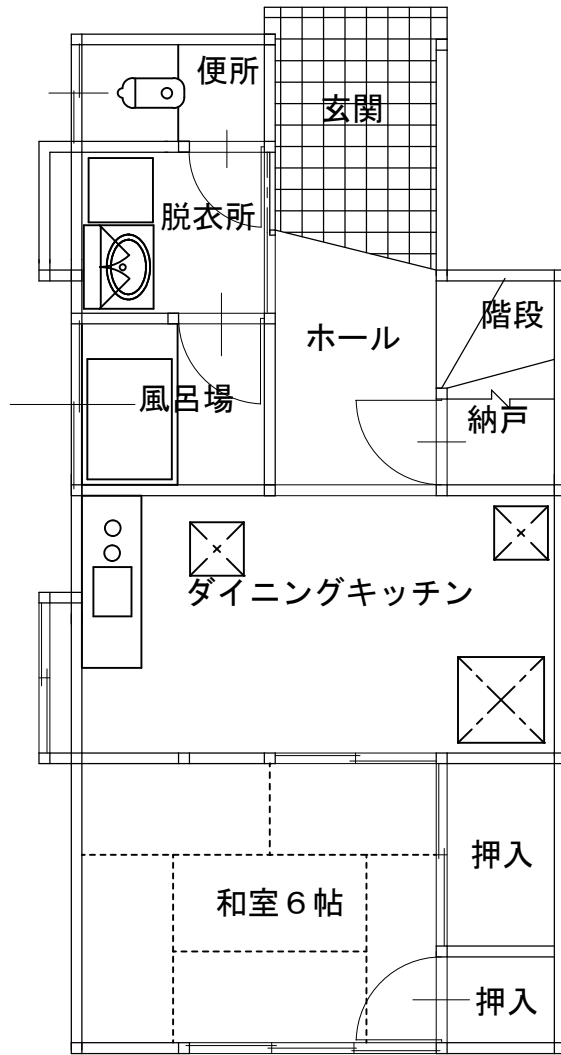 便所
玄関
脱衣所
階段
ホール
風呂場
納戸
ダイニングキッチン
押入
和室６帖
押入